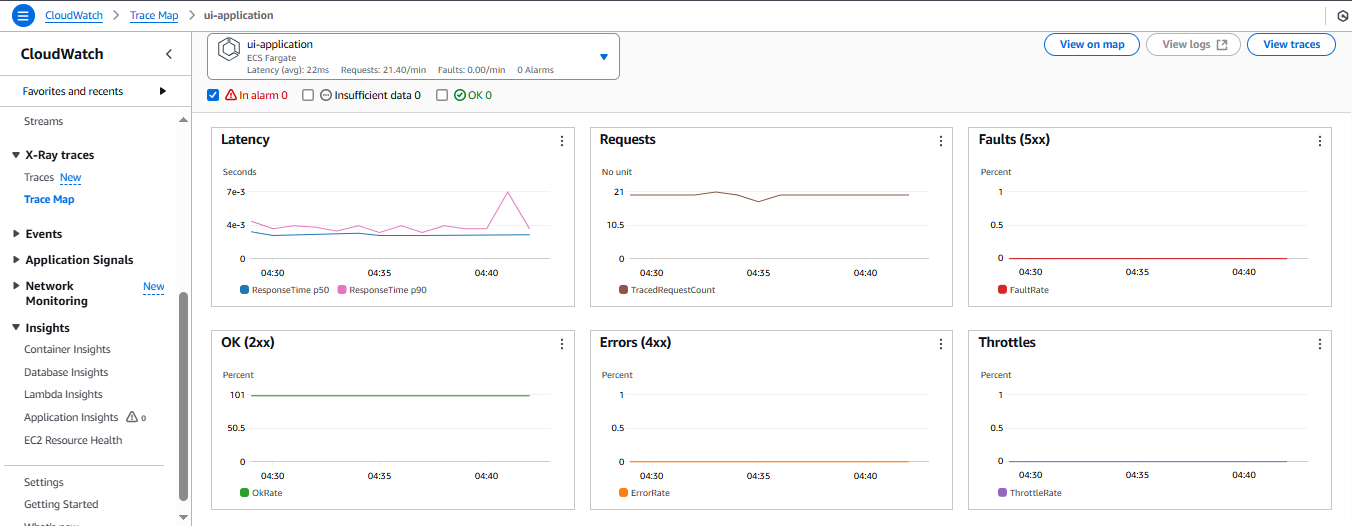 CloudWatch > Trace Map > ui-application
CloudWatch
Favorites and recents
Streams
X-Ray traces
Traces New
Trace Map
Events
Application Signals
Network Monitoring New
Insights
Container Insights
Database Insights
Lambda Insights
Application Insights 0
EC2 Resource Health
Settings
Getting Started
What's new
ui-application
ECS Fargate
Latency (avg): 22ms Requests: 21.40/min Faults: 0.00/min 0 Alarms
View on map View logs View traces
In alarm 0 Insufficient data 0 OK 0
Latency
Seconds
7e-3
4e-3
0
04:30 04:35 04:40
ResponseTime p50 ResponseTime p90
Requests
No unit
21
10.5
0
04:30 04:35 04:40
TracedRequestCount
Faults (5xx)
Percent
1
0.5
0
04:30 04:35 04:40
FaultRate
OK (2xx)
Percent
101
50.5
0
04:30 04:35 04:40
OkRate
Errors (4xx)
Percent
1
0.5
0
04:30 04:35 04:40
ErrorRate
Throttles
Percent
1
0.5
0
04:30 04:35 04:40
ThrottleRate